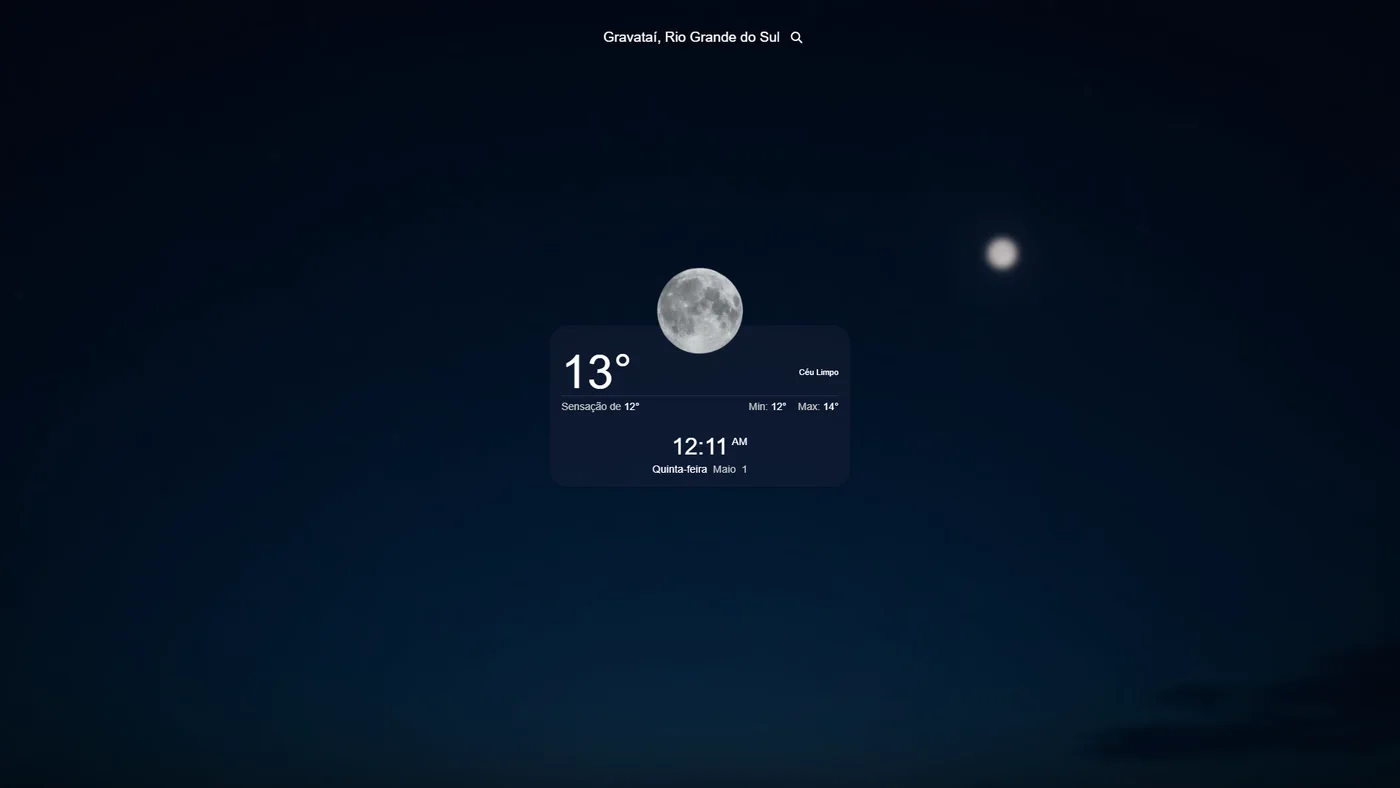 Gravataí, Rio Grande do Sul
13°
Céu Limpo
Sensação de 12°
Min: 12° Max: 14°
12:11 AM
Quinta-feira Maio 1